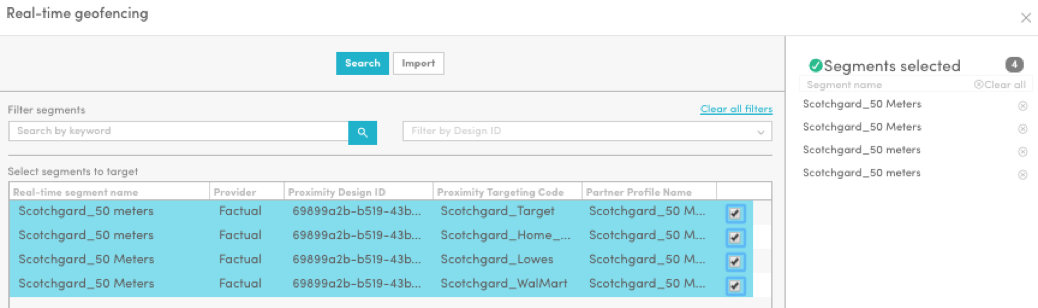 Real-time geofencing
Search Import
Filter segments Clear all filters
Search by keyword Filter by Design ID
Select segments to target
Real-time segment name Provider Proximity Design ID Proximity Targeting Code Partner Profile Name
Scotchgard_50 meters Factual 69899a2b-b519-43b... Scotchgard_Target Scotchgard_50 M...
Scotchgard_50 meters Factual 69899a2b-b519-43b... Scotchgard_Home_... Scotchgard_50 M...
Scotchgard_50 Meters Factual 69899a2b-b519-43b... Scotchgard_Lowes Scotchgard_50 M...
Scotchgard_50 Meters Factual 69899a2b-b519-43b... Scotchgard_WalMart Scotchgard_50 M...
Segments selected 4
Segment name Clear all
Scotchgard_50 Meters
Scotchgard_50 Meters
Scotchgard_50 meters
Scotchgard_50 meters